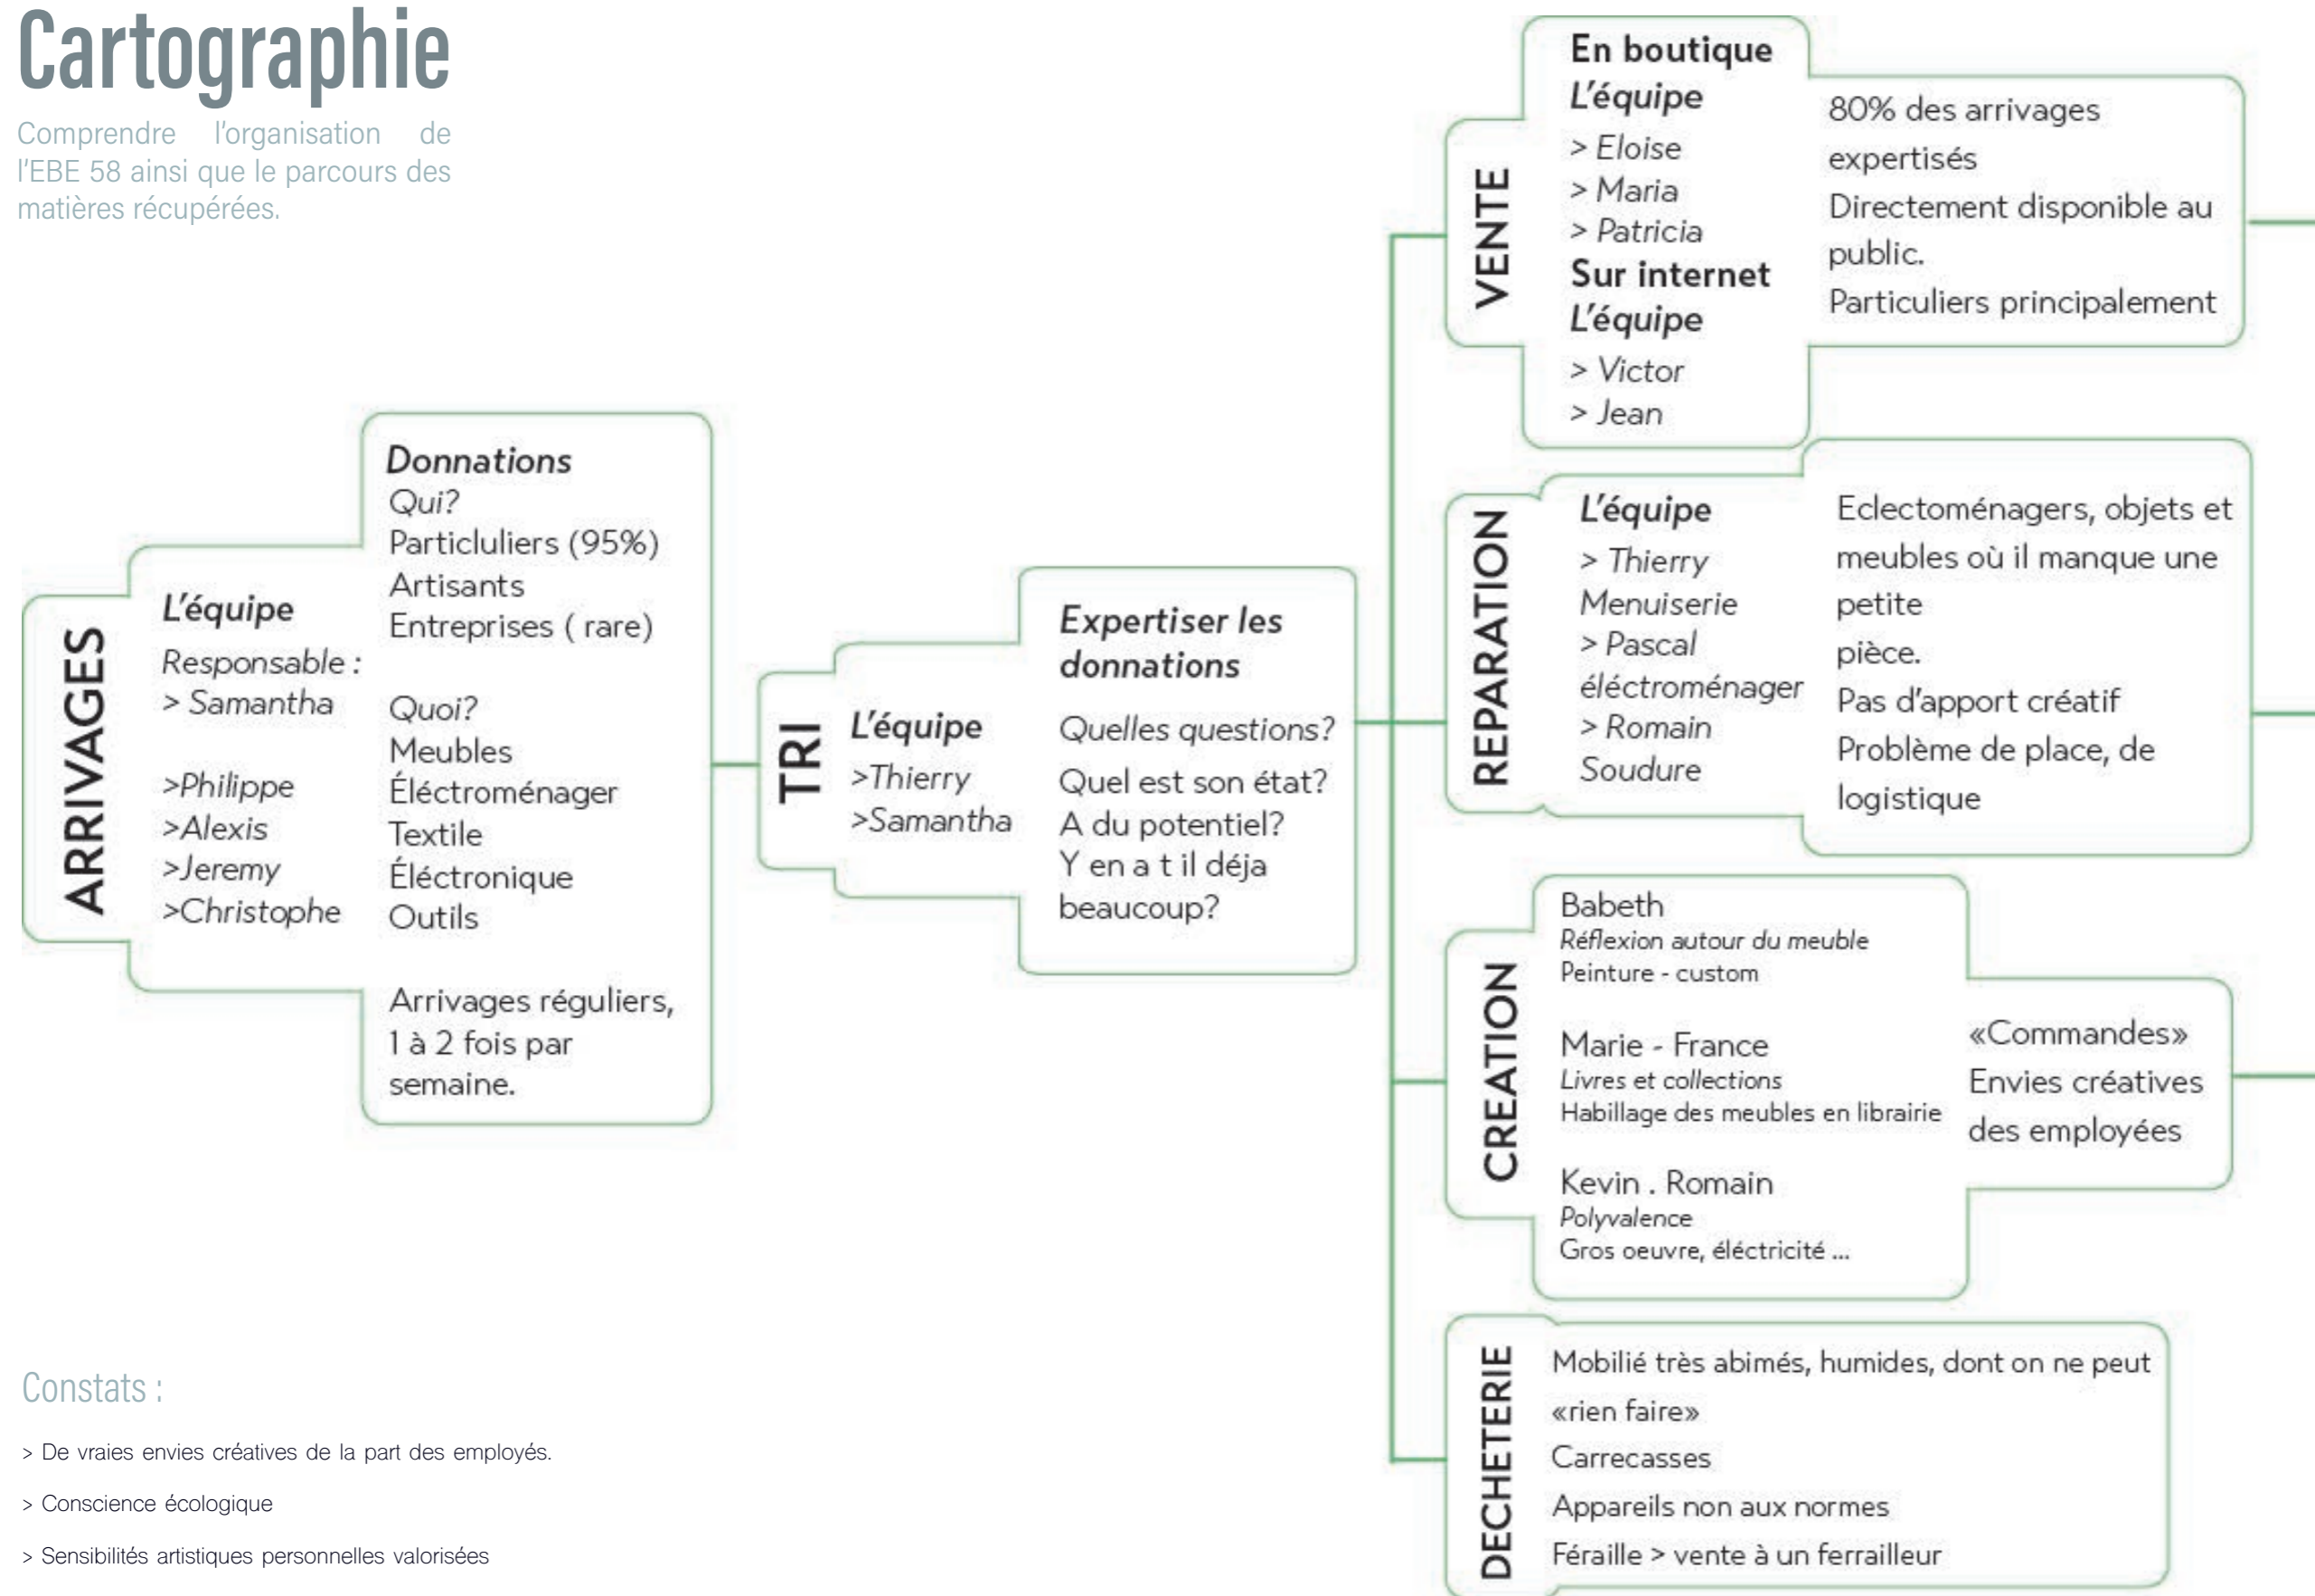 Cartographie
Comprendre l'organisation de
l'EBE 58 ainsi que le parcours des
matières récupérées.
ARRIVAGES
L'équipe
Responsable :
> Samantha
>Philippe
>Alexis
>Jeremy
>Christophe
Donnations
Qui?
Particluliers (95%)
Artisants
Entreprises ( rare)
Quoi?
Meubles
Éléctroménager
Textile
Éléctronique
Outils
Arrivages réguliers,
1 à 2 fois par
semaine.
TRI
L'équipe
>Thierry
>Samantha
Expertiser les
donnations
Quelles questions?
Quel est son état?
A du potentiel?
Y en a t il déja
beaucoup?
VENTE
En boutique
L'équipe
> Eloise
> Maria
> Patricia
Sur internet
L'équipe
> Victor
> Jean
80% des arrivages
expertisés
Directement disponible au
public.
Particuliers principalement
REPARATION
L'équipe
> Thierry
Menuiserie
> Pascal
éléctroménager
> Romain
Soudure
Eclectoménagers, objets et
meubles où il manque une
petite
pièce.
Pas d'apport créatif
Problème de place, de
logistique
CREATION
Babeth
Réflexion autour du meuble
Peinture - custom
Marie - France
Livres et collections
Habillage des meubles en librairie
Kevin . Romain
Polyvalence
Gros oeuvre, éléctricité ...
«Commandes»
Envies créatives
des employées
DECHETERIE
Mobilié très abimés, humides, dont on ne peut
«rien faire»
Carrecasses
Appareils non aux normes
Féraille > vente à un ferrailleur
Constats :
> De vraies envies créatives de la part des employés.
> Conscience écologique
> Sensibilités artistiques personnelles valorisées